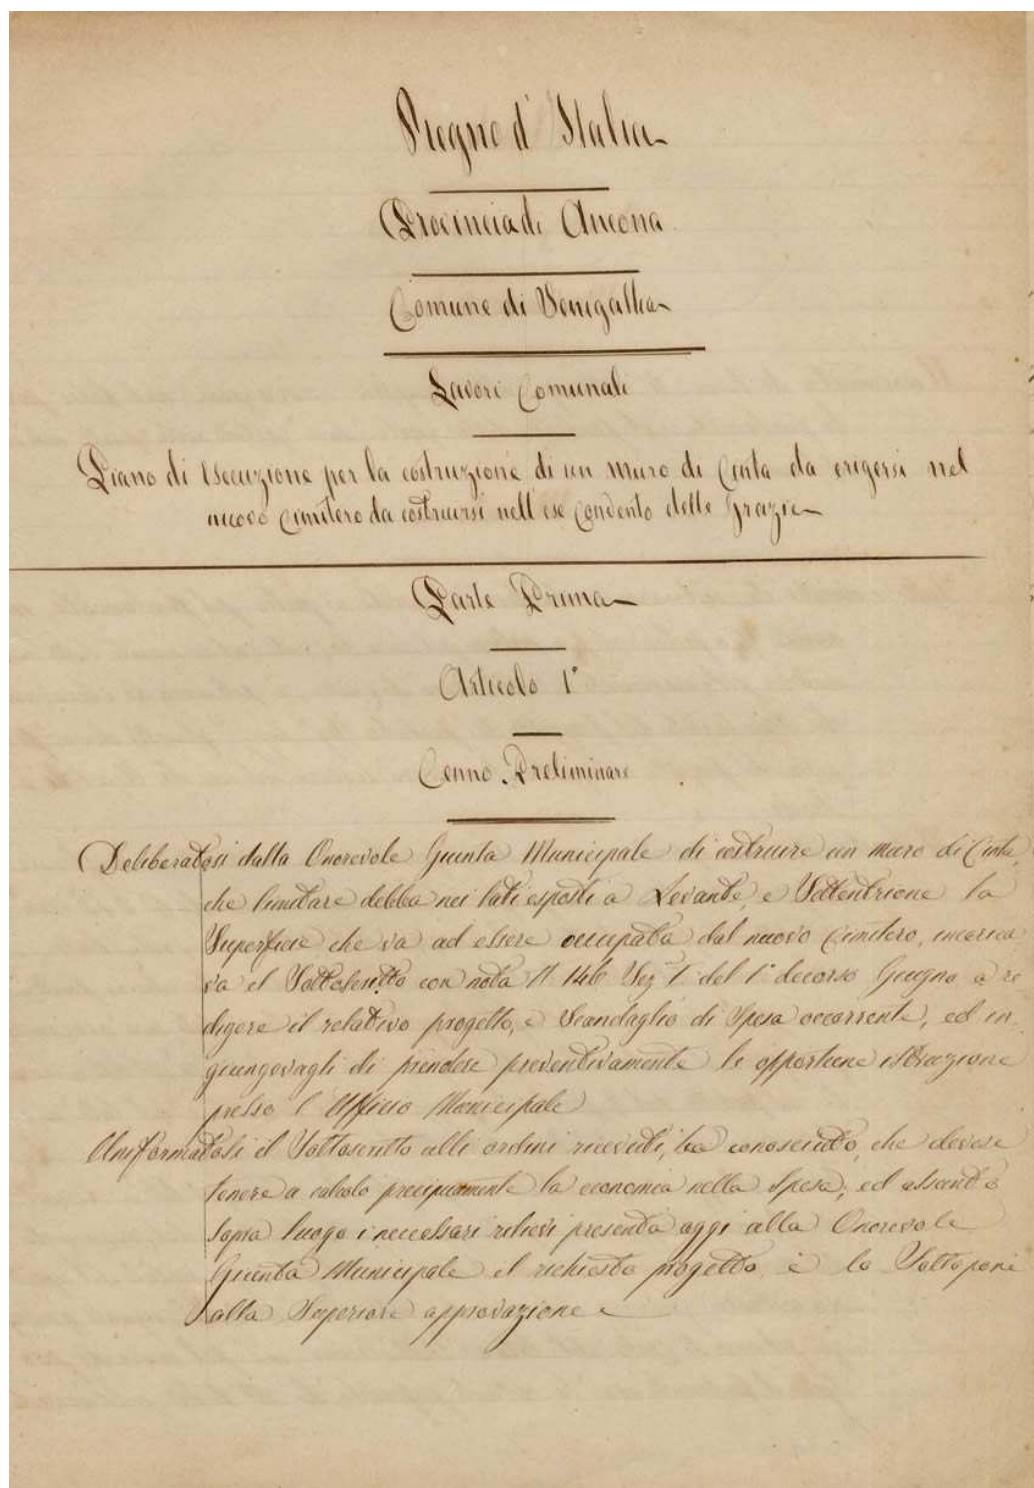 Regno d' Italia
Provincia di Ancona
Comune di Senigallia
Lavori Comunali
Piano di Esecuzione per la costruzione di un muro di Cinta da erigersi nel
nuovo Cimitero da costruirsi nell' ex Convento delle Grazie
Parte Prima
Articolo 1°
Cenno Preliminare
Deliberatosi dalla Onorevole Giunta Municipale di costruire un muro di Cinta,
che limitare debba nei lati esposti a Levante, e Settentrione la
Superficie che va ad essere occupata dal nuovo Cimitero, incarica
va il Sottoscritto con nota N. 146 Sez 1 del 1° decorso Giugno a re
digere il relativo progetto, e Scandaglio di Spesa occorrente, ed in
giungevagli di prendere preventivamente le opportune istruzione
presso l' Ufficio Municipale
Uniformatosi il Sottoscritto alli ordini ricevuti, ha conosciuto, che devesi
tenere a calcolo precipuamente la economia nella Spesa; ed
sopra luogo i necessari rilievi presenta oggi alla Onorevole
Giunta Municipale il richiesto progetto e lo Sottopone
alla Superiore approvazione